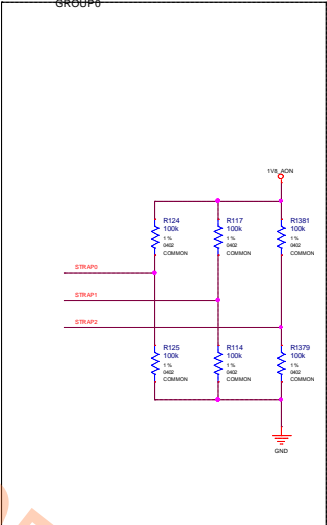 GROUP0
1V8_AON
R124
100k
1 %
0402
COMMON
R117
100k
1 %
0402
COMMON
R1381
100k
1 %
0402
COMMON
STRAP0
STRAP1
STRAP2
R125
100k
1 %
0402
COMMON
R114
100k
1 %
0402
COMMON
R1379
100k
1 %
0402
COMMON
GND